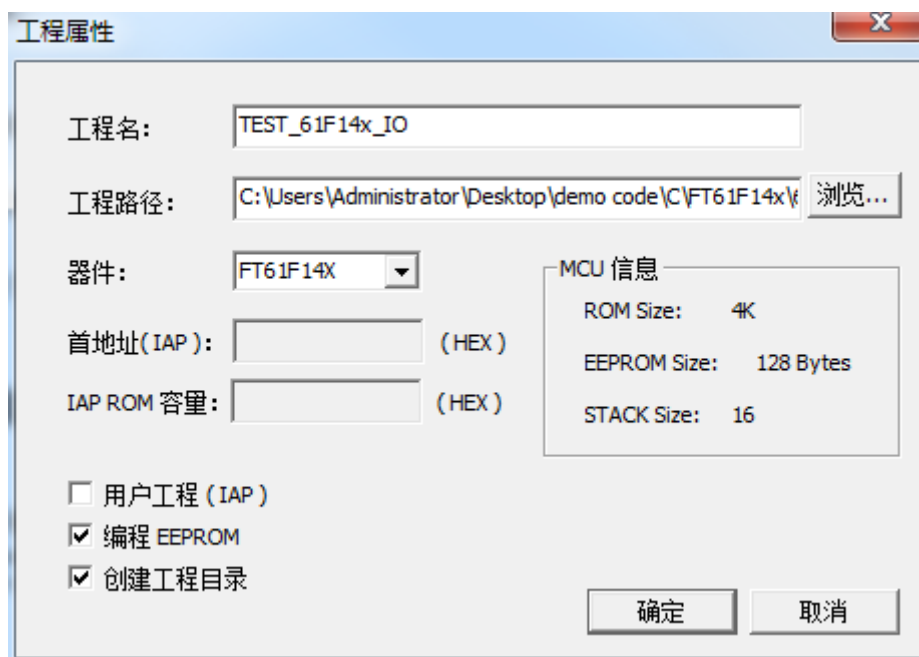 工程属性
工程名： TEST_61F14x_IO
工程路径： C:\Users\Administrator\Desktop\demo code\C\FT61F14x\ 浏览...
器件： FT61F14X
首地址(IAP)： (HEX)
IAP ROM 容量： (HEX)
MCU 信息
ROM Size: 4K
EEPROM Size: 128 Bytes
STACK Size: 16
用户工程 (IAP)
编程 EEPROM
创建工程目录
确定 取消